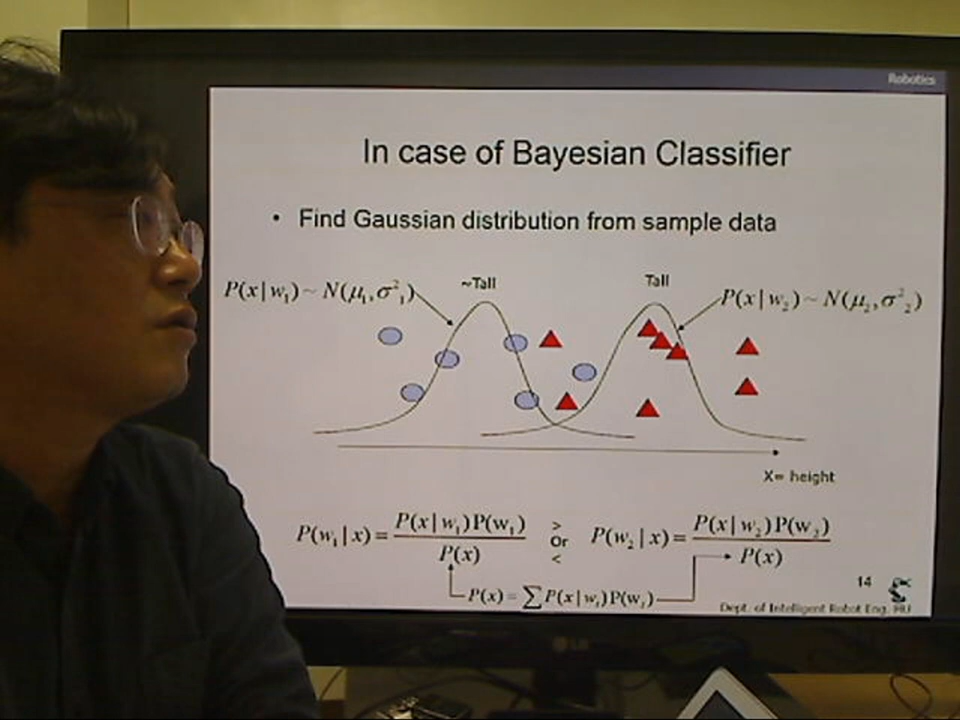 Robotics
In case of Bayesian Classifier
• Find Gaussian distribution from sample data
~Tall
Tall
P(x | w₁) ~ N(μ₁, σ²₁)
P(x | w₂) ~ N(μ₂, σ²₂)
X= height
P(w₁ | x) = P(x | w₁)P(w₁) / P(x)
>
Or
<
P(w₂ | x) = P(x | w₂)P(w₂) / P(x)
P(x) = ∑ P(x | wᵢ)P(wᵢ)
14
Dept. of Intelligent Robot Eng. HU
LG